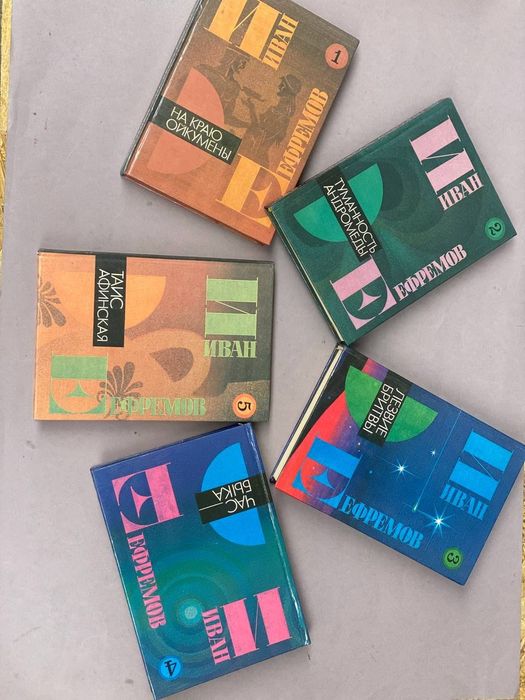 И
ИВАН
Е
ЕФРЕМОВ
НА КРАЮ
ОЙКУМЕНЫ
1
И
ИВАН
Е
ЕФРЕМОВ
ТУМАННОСТЬ
АНДРОМЕДЫ
2
И
ИВАН
Е
ЕФРЕМОВ
ЛЕЗВИЕ
БРИТВЫ
3
И
ИВАН
Е
ЕФРЕМОВ
ЧАС
БЫКА
4
И
ИВАН
Е
ЕФРЕМОВ
ТАИС
АФИНСКАЯ
5